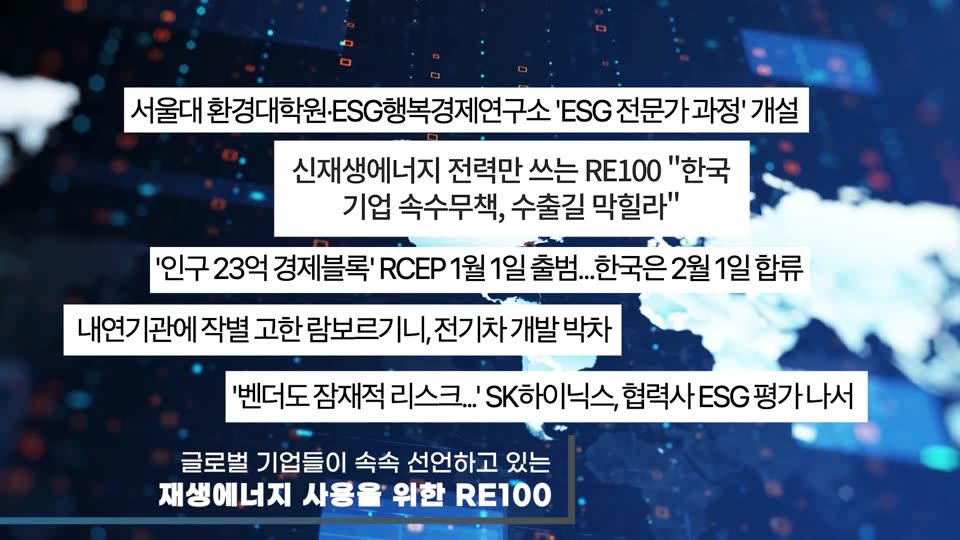 서울대 환경대학원·ESG행복경제연구소 'ESG 전문가 과정' 개설
신재생에너지 전력만 쓰는 RE100 "한국
기업 속수무책, 수출길 막힐라"
'인구 23억 경제블록' RCEP 1월 1일 출범...한국은 2월 1일 합류
내연기관에 작별 고한 람보르기니, 전기차 개발 박차
'벤더도 잠재적 리스크...' SK하이닉스, 협력사 ESG 평가 나서
글로벌 기업들이 속속 선언하고 있는
재생에너지 사용을 위한 RE100